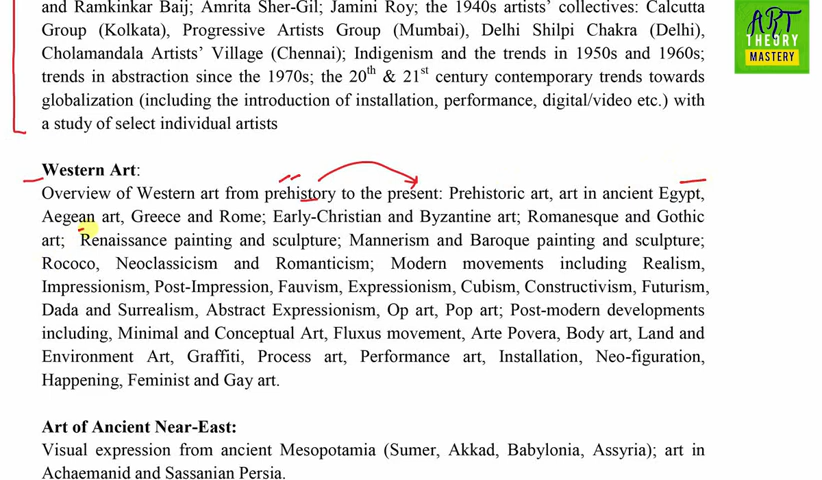 and Ramkinkar Baij; Amrita Sher-Gil; Jamini Roy; the 1940s artists' collectives: Calcutta
Group (Kolkata), Progressive Artists Group (Mumbai), Delhi Shilpi Chakra (Delhi),
Cholamandala Artists' Village (Chennai); Indigenism and the trends in 1950s and 1960s;
trends in abstraction since the 1970s; the 20th & 21st century contemporary trends towards
globalization (including the introduction of installation, performance, digital/video etc.) with
a study of select individual artists
ART
THEORY
MASTERY
Western Art:
Overview of Western art from prehistory to the present: Prehistoric art, art in ancient Egypt,
Aegean art, Greece and Rome; Early-Christian and Byzantine art; Romanesque and Gothic
art; Renaissance painting and sculpture; Mannerism and Baroque painting and sculpture;
Rococo, Neoclassicism and Romanticism; Modern movements including Realism,
Impressionism, Post-Impression, Fauvism, Expressionism, Cubism, Constructivism, Futurism,
Dada and Surrealism, Abstract Expressionism, Op art, Pop art; Post-modern developments
including, Minimal and Conceptual Art, Fluxus movement, Arte Povera, Body art, Land and
Environment Art, Graffiti, Process art, Performance art, Installation, Neo-figuration,
Happening, Feminist and Gay art.
Art of Ancient Near-East:
Visual expression from ancient Mesopotamia (Sumer, Akkad, Babylonia, Assyria); art in
Achaemanid and Sassanian Persia.